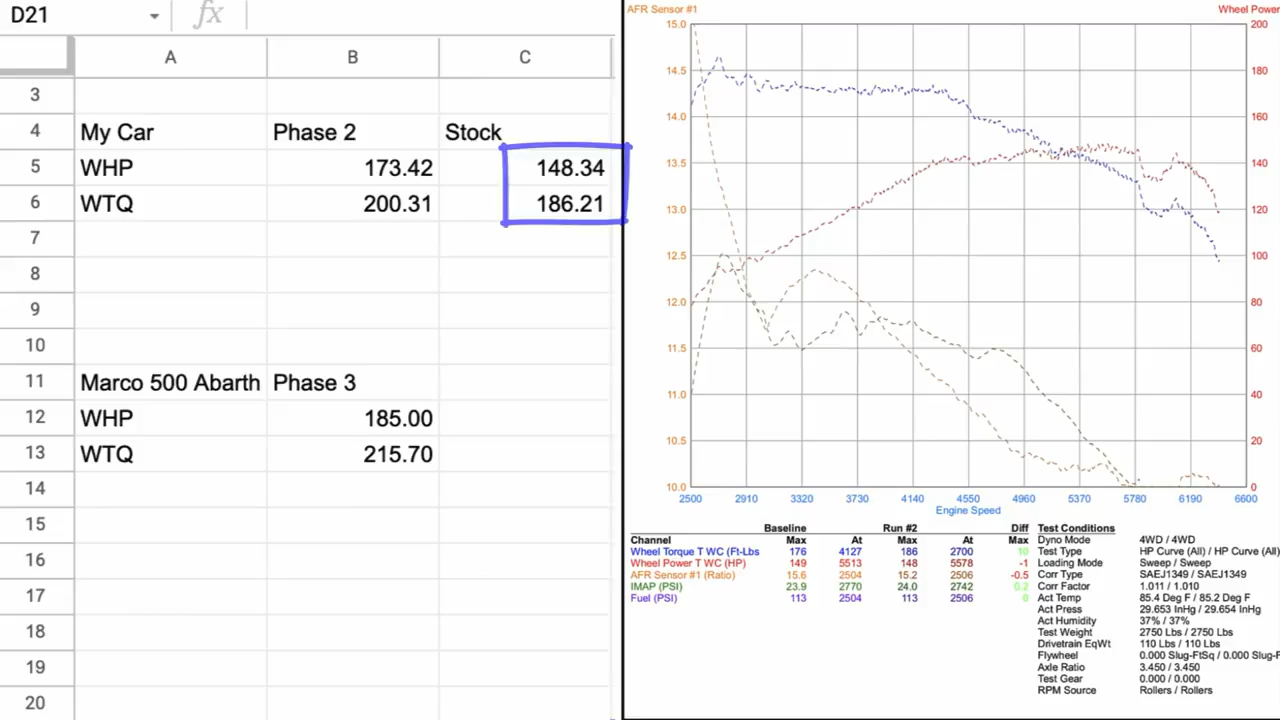 D21 fx
A B C
3
4 My Car Phase 2 Stock
5 WHP 173.42 148.34
6 WTQ 200.31 186.21
7
8
9
10
11 Marco 500 Abarth Phase 3
12 WHP 185.00
13 WTQ 215.70
14
15
16
17
18
19
20
AFR Sensor #1 Wheel Power
15.0 200
14.5 180
14.0 160
13.5 140
13.0 120
12.5 100
12.0 80
11.5 60
11.0 40
10.5 20
10.0 0
2500 2910 3320 3730 4140 4550 4960 5370 5780 6190 6600
Engine Speed
Baseline Run #2 Diff
Channel Max At Max At Max
Wheel Torque T WC (Ft-Lbs 176 4127 186 2700 10
Wheel Power T WC (HP) 149 5513 148 5578 -1
AFR Sensor #1 (Ratio) 15.6 2504 15.2 2506 -0.5
IMAP (PSI) 23.9 2770 24.0 2742 0.2
Fuel (PSI) 113 2504 113 2506 0
Test Conditions
Dyno Mode 4WD / 4WD
Test Type HP Curve (All) / HP Curve (All)
Loading Mode Sweep / Sweep
Corr Type SAEJ1349 / SAEJ1349
Corr Factor 1.011 / 1.010
Act Temp 85.4 Deg F / 85.2 Deg F
Act Press 29.653 InHg / 29.654 InHg
Act Humidity 37% / 37%
Test Weight 2750 Lbs / 2750 Lbs
Drivetrain EqWt 110 Lbs / 110 Lbs
Flywheel 0.000 Slug-FtSq / 0.000 Slug-F
Axle Ratio 3.450 / 3.450
Test Gear 0.000 / 0.000
RPM Source Rollers / Rollers